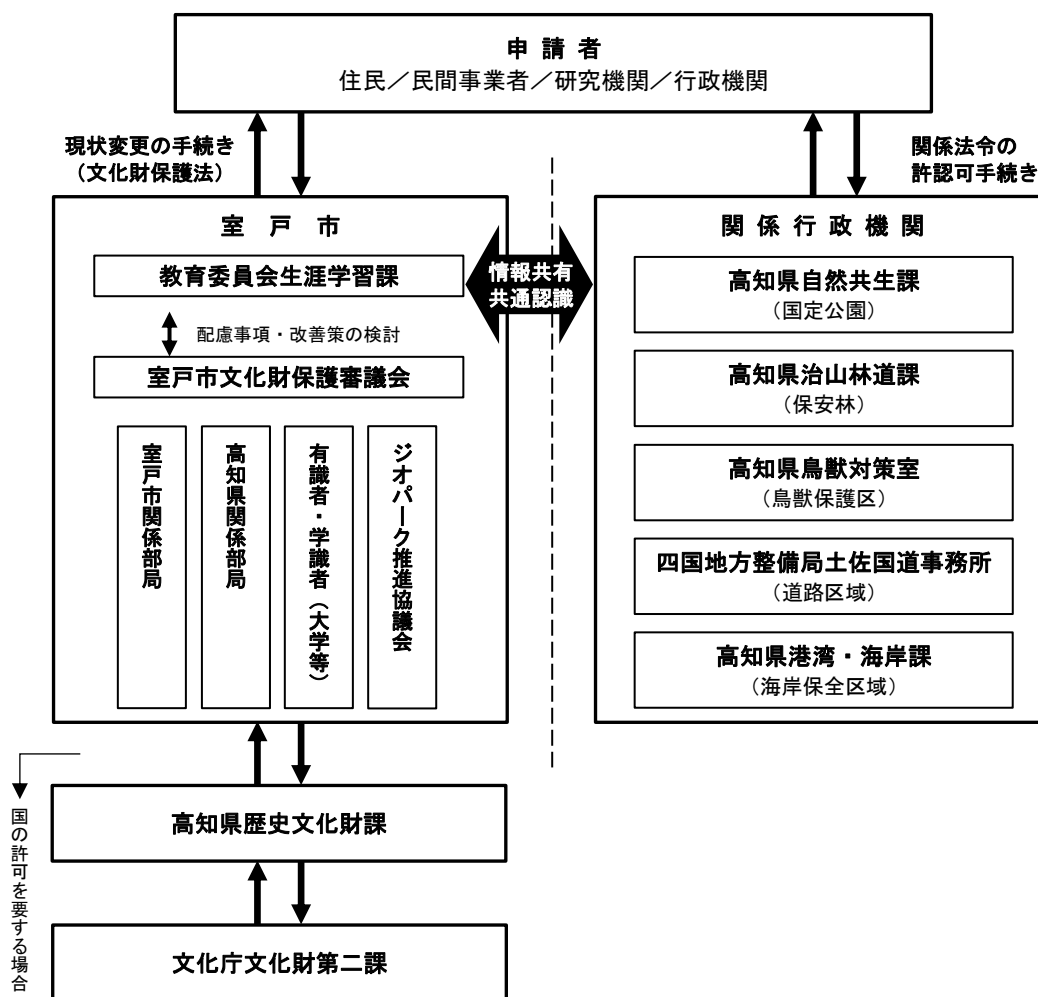 申請者
住民／民間事業者／研究機関／行政機関
現状変更の手続き
（文化財保護法）
関係法令の
許認可手続き
室戸市
教育委員会生涯学習課
配慮事項・改善策の検討
室戸市文化財保護審議会
室戸市関係部局
高知県関係部局
有識者・学識者（大学等）
ジオパーク推進協議会
情報共有
共通認識
関係行政機関
高知県自然共生課
（国定公園）
高知県治山林道課
（保安林）
高知県鳥獣対策室
（鳥獣保護区）
四国地方整備局土佐国道事務所
（道路区域）
高知県港湾・海岸課
（海岸保全区域）
国の許可を要する場合
高知県歴史文化財課
文化庁文化財第二課